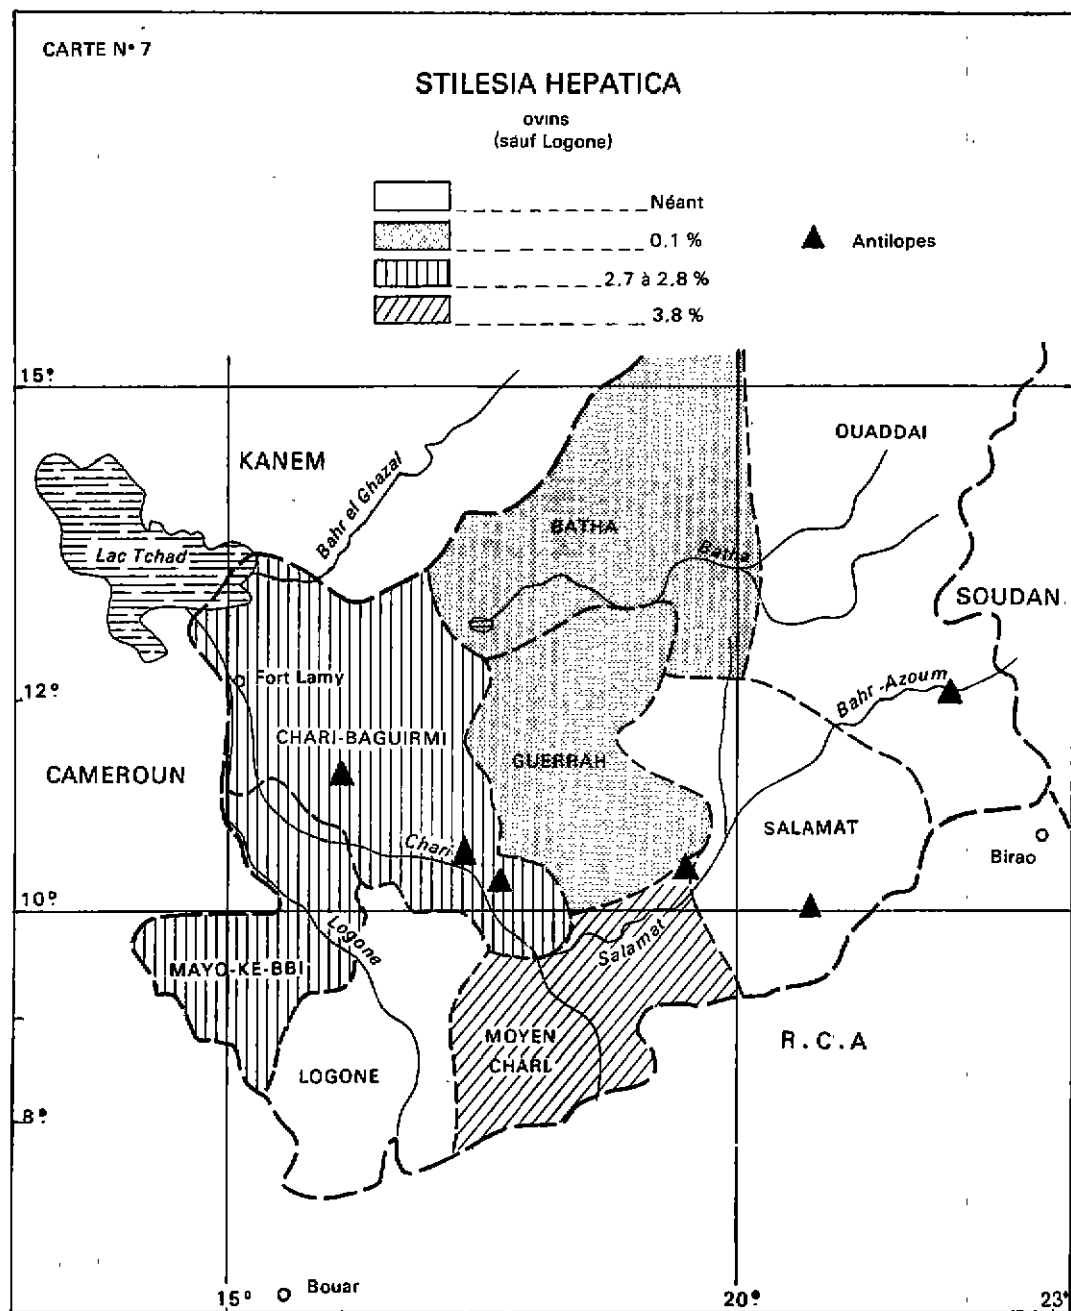 CARTE N° 7
STILESIA HEPATICA
ovins
(sauf Logone)
Néant
0,1 %
2,7 à 2,8 %
3,8 %
Antilopes
15°
KANEM
Bahr el Ghazal
OUADDAI
BATHA
Batha
Lac Tchad
SOUDAN
12°
Fort Lamy
Bahr-Azoum
CHARI-BAGUIRMI
GUERRAH
CAMEROUN
SALAMAT
Chari
Birao
10°
Logone
Salamat
MAYO-KE-BBI
MOYEN
CHARI
R.C.A
LOGONE
8°
Bouar
15°
20°
23°